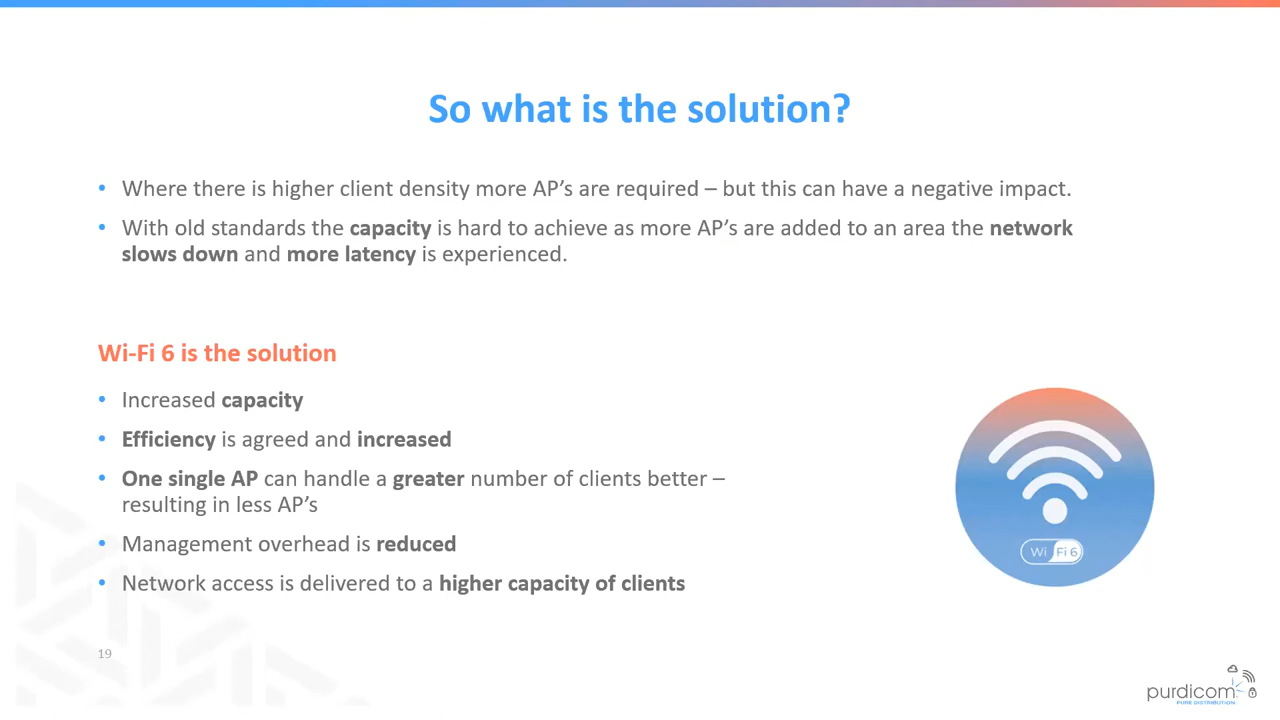 So what is the solution?
• Where there is higher client density more AP’s are required – but this can have a negative impact.
• With old standards the capacity is hard to achieve as more AP’s are added to an area the network
slows down and more latency is experienced.
Wi-Fi 6 is the solution
• Increased capacity
• Efficiency is agreed and increased
• One single AP can handle a greater number of clients better –
resulting in less AP’s
• Management overhead is reduced
• Network access is delivered to a higher capacity of clients
Wi Fi 6
19
purdicom
PURE DISTRIBUTION